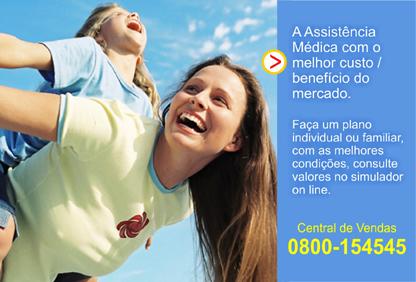 A Assistência
Médica com o
melhor custo /
benefício do
mercado.
Faça um plano
individual ou familiar,
com as melhores
condições, consulte
valores no simulador
on line.
Central de Vendas
0800-154545